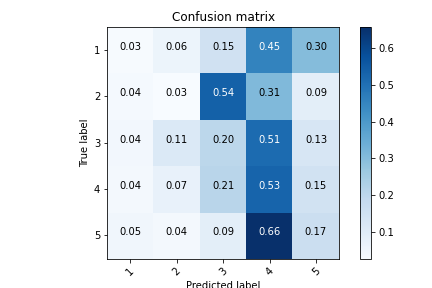 Confusion matrix
True label
1 0.03 0.06 0.15 0.45 0.30
2 0.04 0.03 0.54 0.31 0.09
3 0.04 0.11 0.20 0.51 0.13
4 0.04 0.07 0.21 0.53 0.15
5 0.05 0.04 0.09 0.66 0.17
1 2 3 4 5
Predicted label
0.6
0.5
0.4
0.3
0.2
0.1